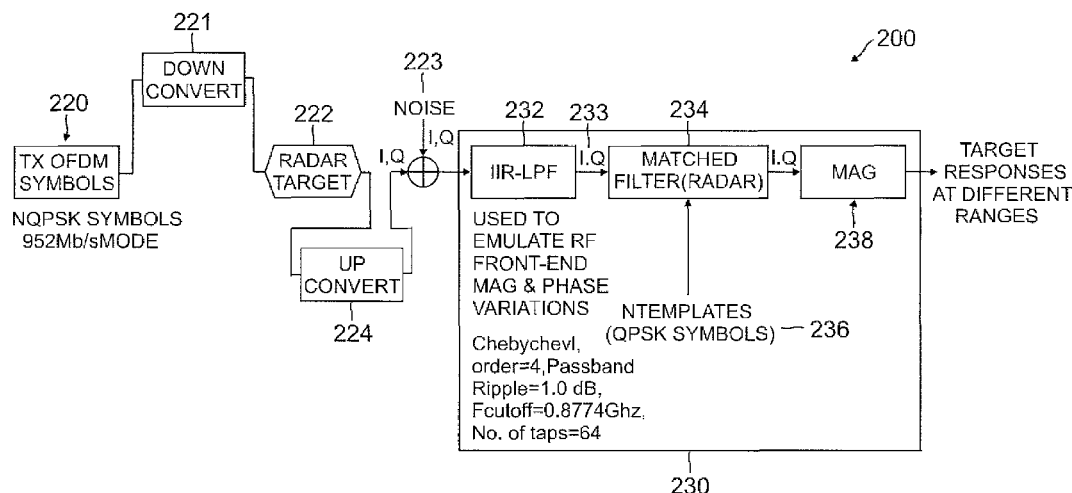 200
221
DOWN
CONVERT
220
TX OFDM
SYMBOLS
NQPSK SYMBOLS
952Mb/sMODE
222
RADAR
TARGET
I,Q
223
NOISE
I,Q
UP
CONVERT
224
232
IIR-LPF
233
I.Q
234
MATCHED
FILTER(RADAR)
I.Q
MAG
238
TARGET
RESPONSES
AT DIFFERENT
RANGES
USED TO
EMULATE RF
FRONT-END
MAG & PHASE
VARIATIONS
NTEMPLATES
(QPSK SYMBOLS)
236
ChebychevI,
order=4,Passband
Ripple=1.0 dB,
Fcutoff=0.8774Ghz,
No. of taps=64
230